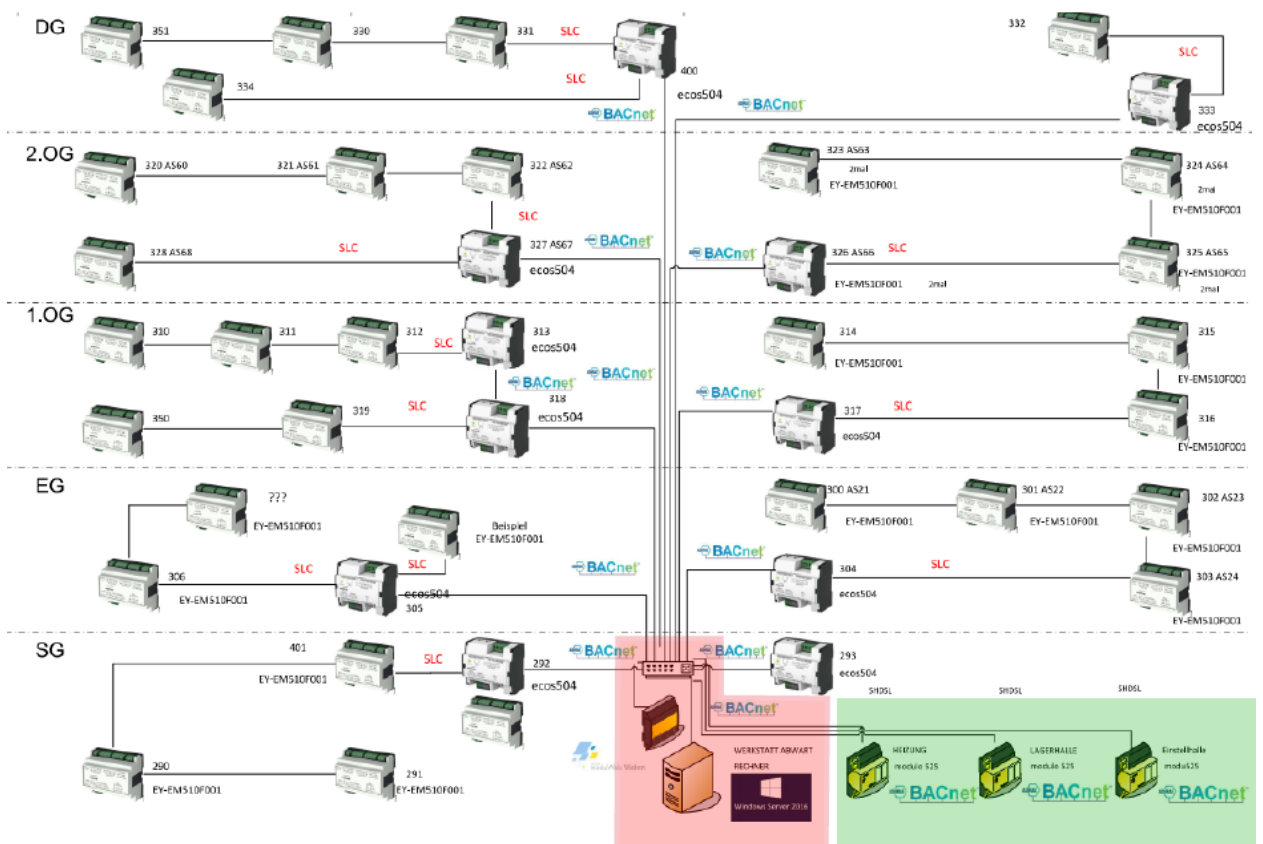 DG
351
330
331
SLC
400
ecos504
334
SLC
BACnet
BACnet
332
SLC
333
ecos504
2.OG
320 AS60
321 AS61
322 AS62
SLC
328 AS68
SLC
327 AS67
ecos504
BACnet
323 AS63
2mal
EY-EM510F001
324 AS64
2mal
EY-EM510F001
BACnet
326 AS66
SLC
EY-EM510F001
2mal
325 AS65
EY-EM510F001
2mal
1.OG
310
311
312
SLC
313
ecos504
BACnet
BACnet
350
319
SLC
318
ecos504
314
EY-EM510F001
315
EY-EM510F001
BACnet
317
SLC
ecos504
316
EY-EM510F001
EG
???
EY-EM510F001
Beispiel
EY-EM510F001
306
SLC
SLC
EY-EM510F001
ecos504
305
BACnet
300 AS21
EY-EM510F001
301 AS22
EY-EM510F001
302 AS23
EY-EM510F001
BACnet
304
SLC
ecos504
303 AS24
EY-EM510F001
SG
401
SLC
EY-EM510F001
292
ecos504
BACnet
BACnet
293
ecos504
290
EY-EM510F001
291
EY-EM510F001
BACnet
WERKSTATT ABWART
RECHNER
Windows Server 2016
SHDSL
SHDSL
SHDSL
HEIZUNG
module 525
BACnet
LAGERHALLE
module 525
BACnet
Einstellhalle
modu525
BACnet